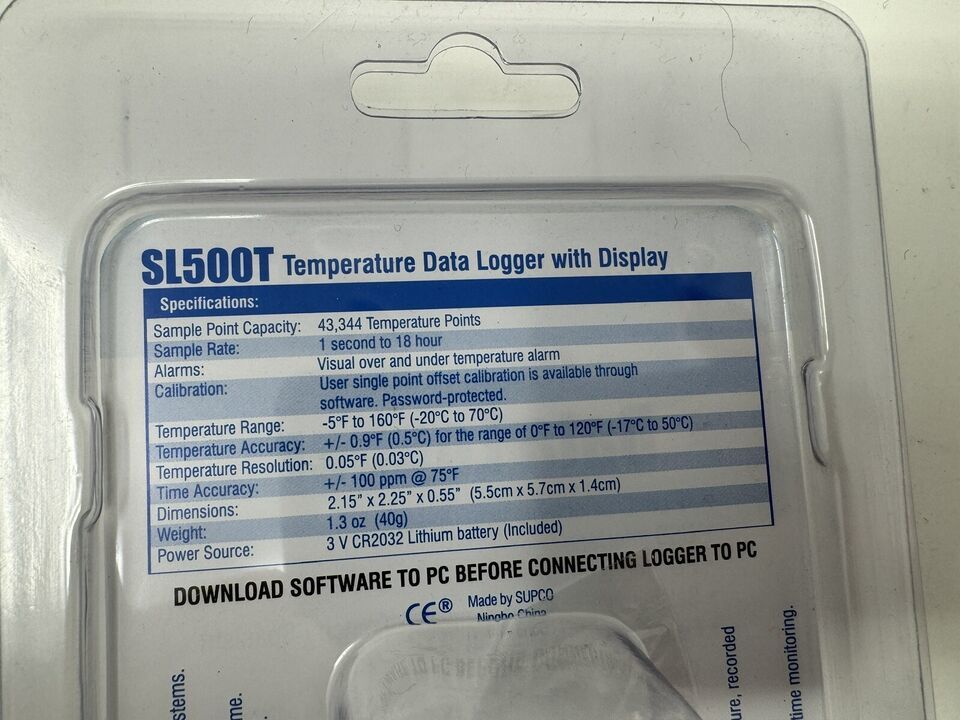 SL500T Temperature Data Logger with Display
Specifications:
Sample Point Capacity: 43,344 Temperature Points
Sample Rate: 1 second to 18 hour
Alarms: Visual over and under temperature alarm
Calibration: User single point offset calibration is available through
software. Password-protected.
Temperature Range: -5°F to 160°F (-20°C to 70°C)
Temperature Accuracy: +/- 0.9°F (0.5°C) for the range of 0°F to 120°F (-17°C to 50°C)
Temperature Resolution: 0.05°F (0.03°C)
Time Accuracy: +/- 100 ppm @ 75°F
Dimensions: 2.15” x 2.25” x 0.55” (5.5cm x 5.7cm x 1.4cm)
Weight: 1.3 oz (40g)
Power Source: 3 V CR2032 Lithium battery (Included)
DOWNLOAD SOFTWARE TO PC BEFORE CONNECTING LOGGER TO PC
CE® Made by SUPCO
Ningbo China
stems.
me.
ure, recorded
time monitoring.